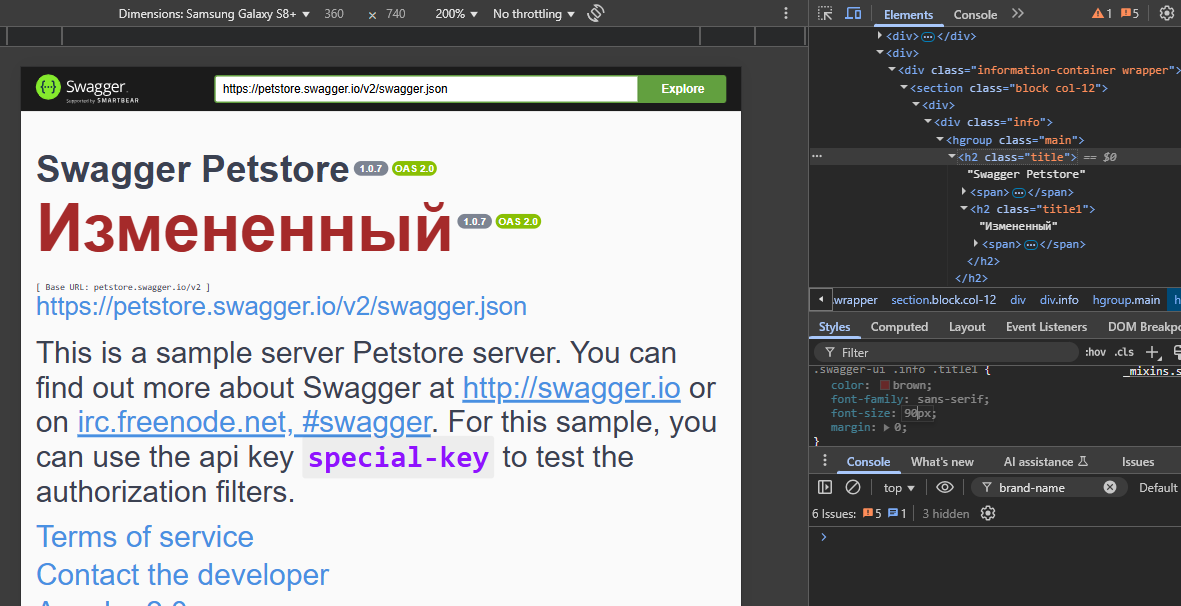 Dimensions: Samsung Galaxy S8+ 360 x 740 200% No throttling
Elements Console 1 5
<div> </div>
<div>
<div class="information-container wrapper">
<section class="block col-12">
<div>
<div class="info">
<hgroup class="main">
<h2 class="title"> == $0
"Swagger Petstore"
<span> </span>
<h2 class="title1">
"Измененный"
<span> </span>
</h2>
</h2>
.wrapper section.block.col-12 div div.info hgroup.main h
Styles Computed Layout Event Listeners DOM Breakpo
Filter :hov .cls
.swagger-ui .info .title1 { _mixins.s
color: brown;
font-family: sans-serif;
font-size: 90px;
margin: 0;
}
Console What's new AI assistance Issues
top brand-name Default
6 Issues: 5 1 3 hidden
Swagger
Supported by SMARTBEAR
https://petstore.swagger.io/v2/swagger.json Explore
Swagger Petstore 1.0.7 OAS 2.0
Измененный 1.0.7 OAS 2.0
[ Base URL: petstore.swagger.io/v2 ]
https://petstore.swagger.io/v2/swagger.json
This is a sample server Petstore server. You can
find out more about Swagger at http://swagger.io or
on irc.freenode.net, #swagger. For this sample, you
can use the api key special-key to test the
authorization filters.
Terms of service
Contact the developer